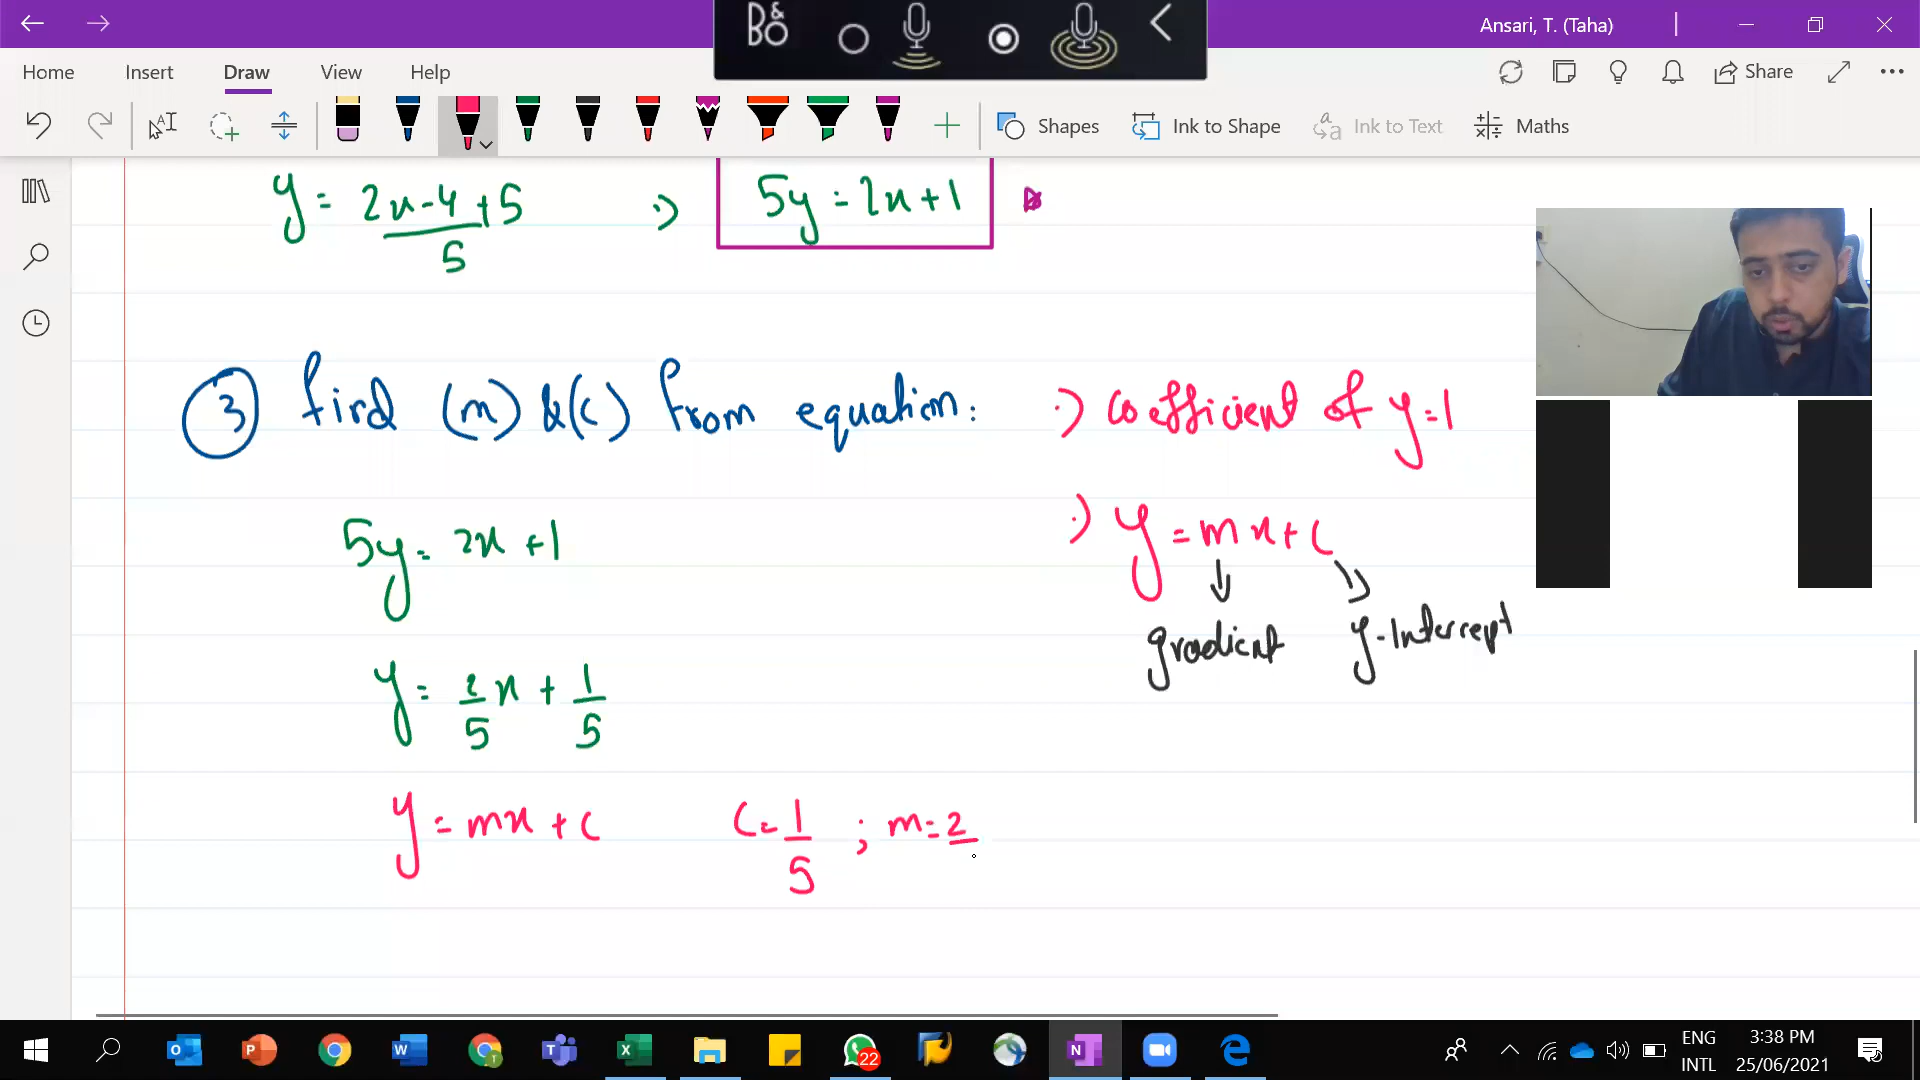 B&O
Ansari, T. (Taha)
Home Insert Draw View Help
Share
Shapes Ink to Shape Ink to Text Maths
y = 2x-4+5/5 :) 5y = 2x+1
3 find (m) & (c) from equation: :) coefficient of y=1
5y = 2x+1 :) y = mx+c
gradient y-intercept
y = 2/5 x + 1/5
y = mx + c c = 1/5 ; m = 2
22
ENG 3:38 PM
INTL 25/06/2021